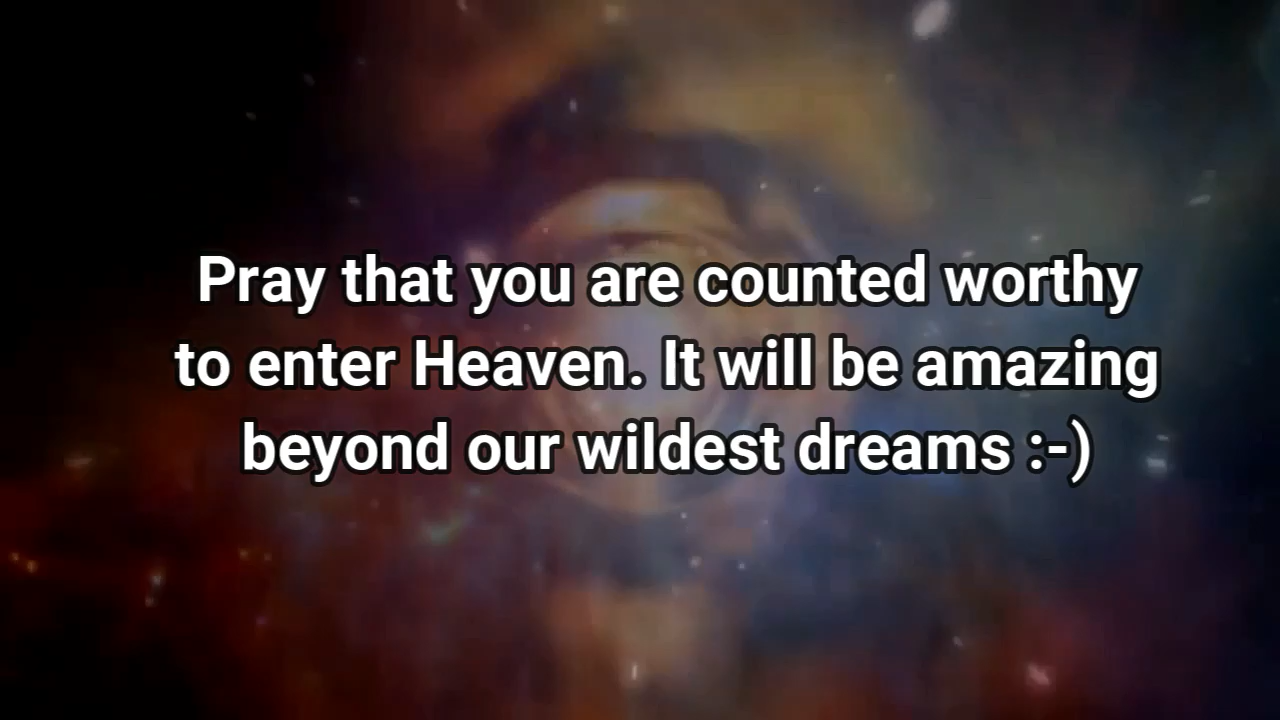 Pray that you are counted worthy
to enter Heaven. It will be amazing
beyond our wildest dreams :-)